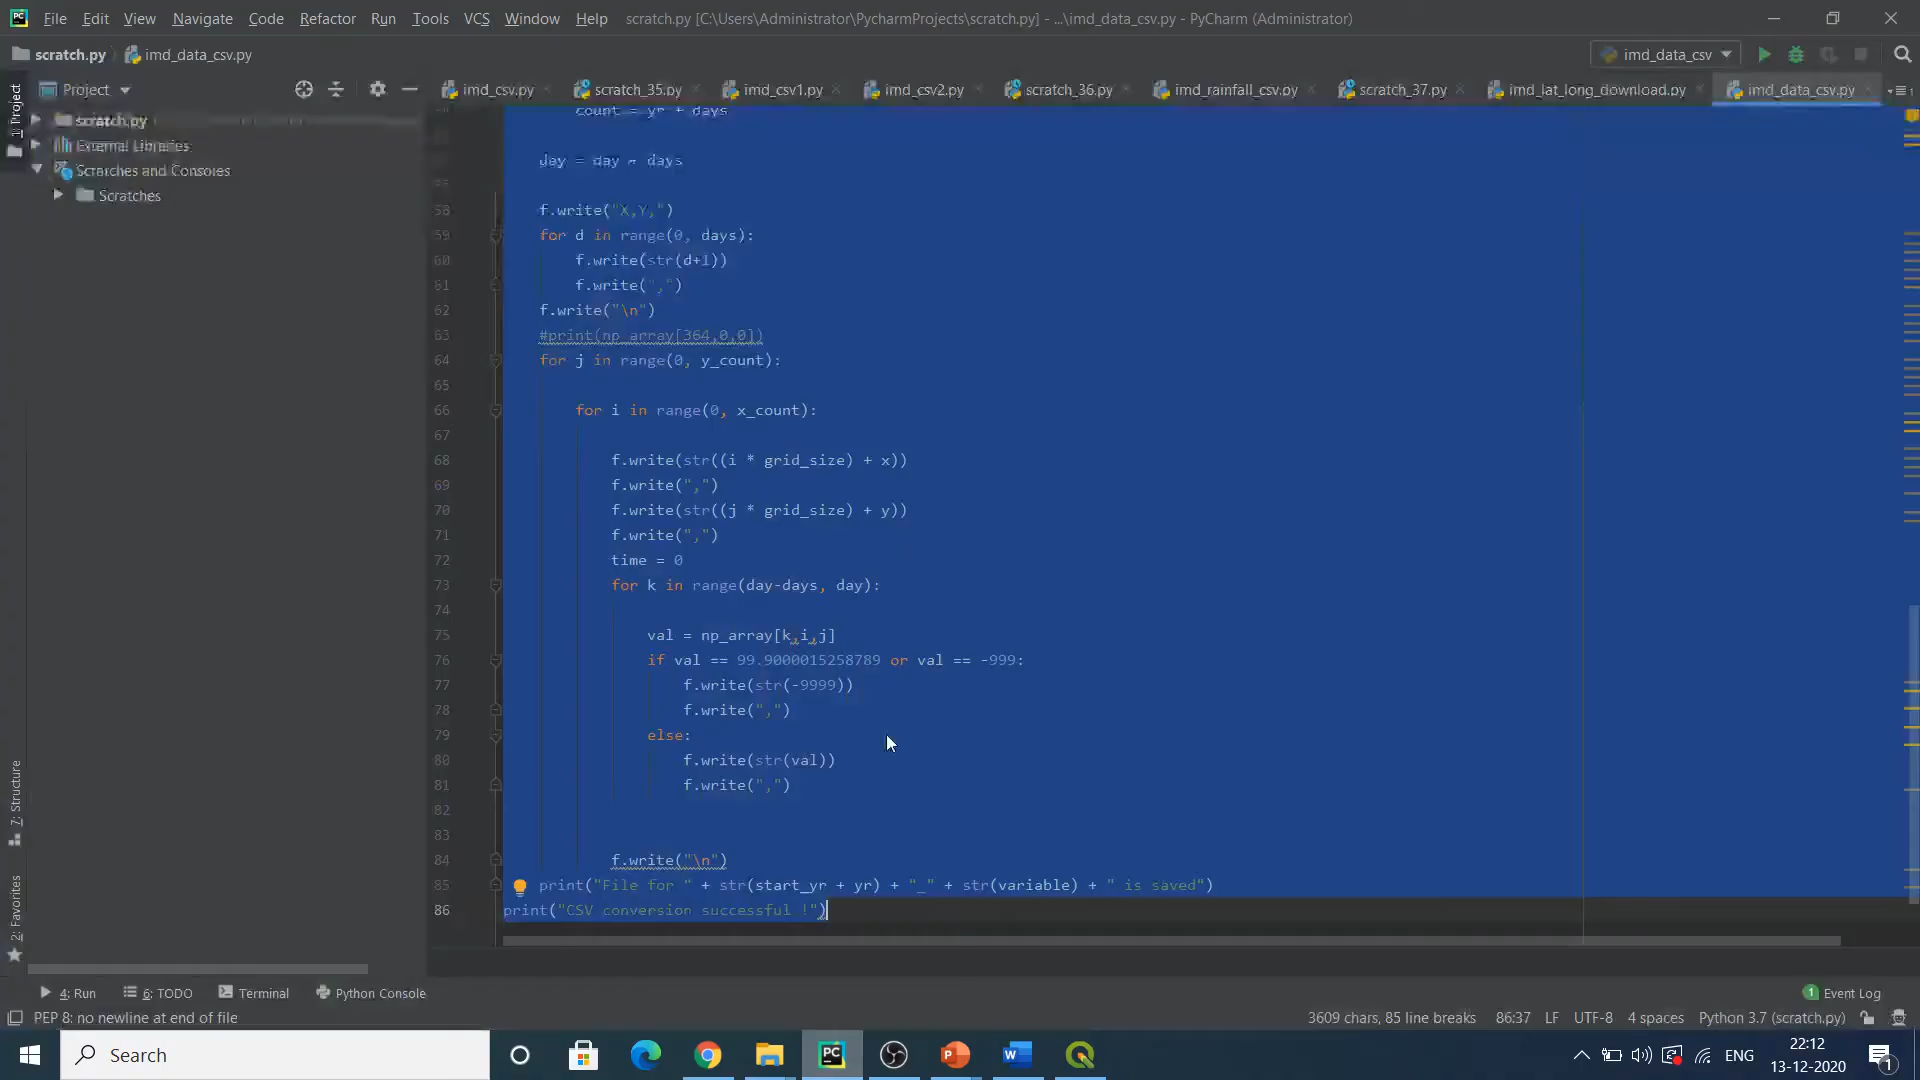 File Edit View Navigate Code Refactor Run Tools VCS Window Help scratch.py [C:\Users\Administrator\PycharmProjects\scratch.py] - ...\imd_data_csv.py - PyCharm (Administrator)
scratch.py imd_data_csv.py imd_data_csv
Project imd_csv.py scratch_35.py imd_csv1.py imd_csv2.py scratch_36.py imd_rainfall_csv.py scratch_37.py imd_lat_long_download.py imd_data_csv.py
1: Project
scratch.py
External Libraries
Scratches and Consoles
Scratches
day = day - days
58 f.write("X,Y,")
59 for d in range(0, days):
60 f.write(str(d+1))
61 f.write(",")
62 f.write("\n")
63 #print(np_array[364,0,0])
64 for j in range(0, y_count):
65
66 for i in range(0, x_count):
67
68 f.write(str((i * grid_size) + x))
69 f.write(",")
70 f.write(str((j * grid_size) + y))
71 f.write(",")
72 time = 0
73 for k in range(day-days, day):
74
75 val = np_array[k,i,j]
76 if val == 99.9000015258789 or val == -999:
77 f.write(str(-9999))
78 f.write(",")
79 else:
80 f.write(str(val))
81 f.write(",")
82
83
84 f.write("\n")
85 print("File for " + str(start_yr + yr) + "_" + str(variable) + " is saved")
86 print("CSV conversion successful !")
7: Structure
2: Favorites
4: Run 6: TODO Terminal Python Console 1 Event Log
PEP 8: no newline at end of file 3609 chars, 85 line breaks 86:37 LF UTF-8 4 spaces Python 3.7 (scratch.py)
Search ENG 22:12
13-12-2020 1